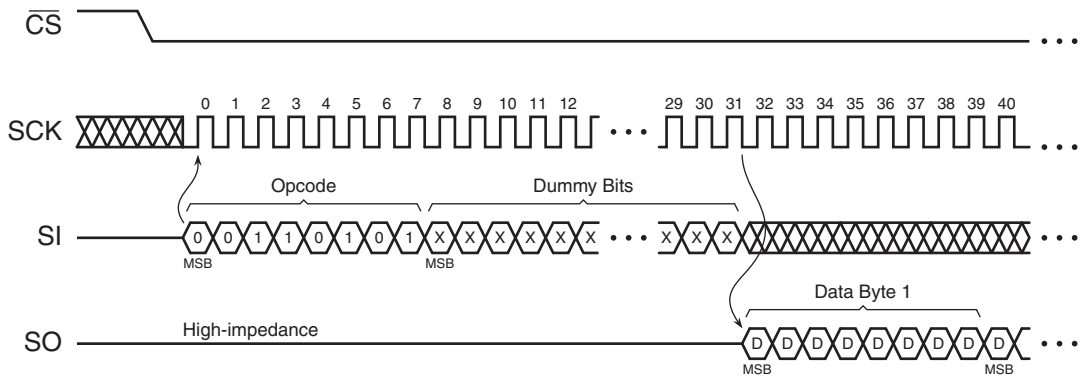 CS
0 1 2 3 4 5 6 7 8 9 10 11 12 29 30 31 32 33 34 35 36 37 38 39 40
SCK
Opcode Dummy Bits
SI 0 0 1 1 0 1 0 1 X X X X X X X X X
MSB MSB
Data Byte 1
High-impedance
SO D D D D D D D D D
MSB MSB